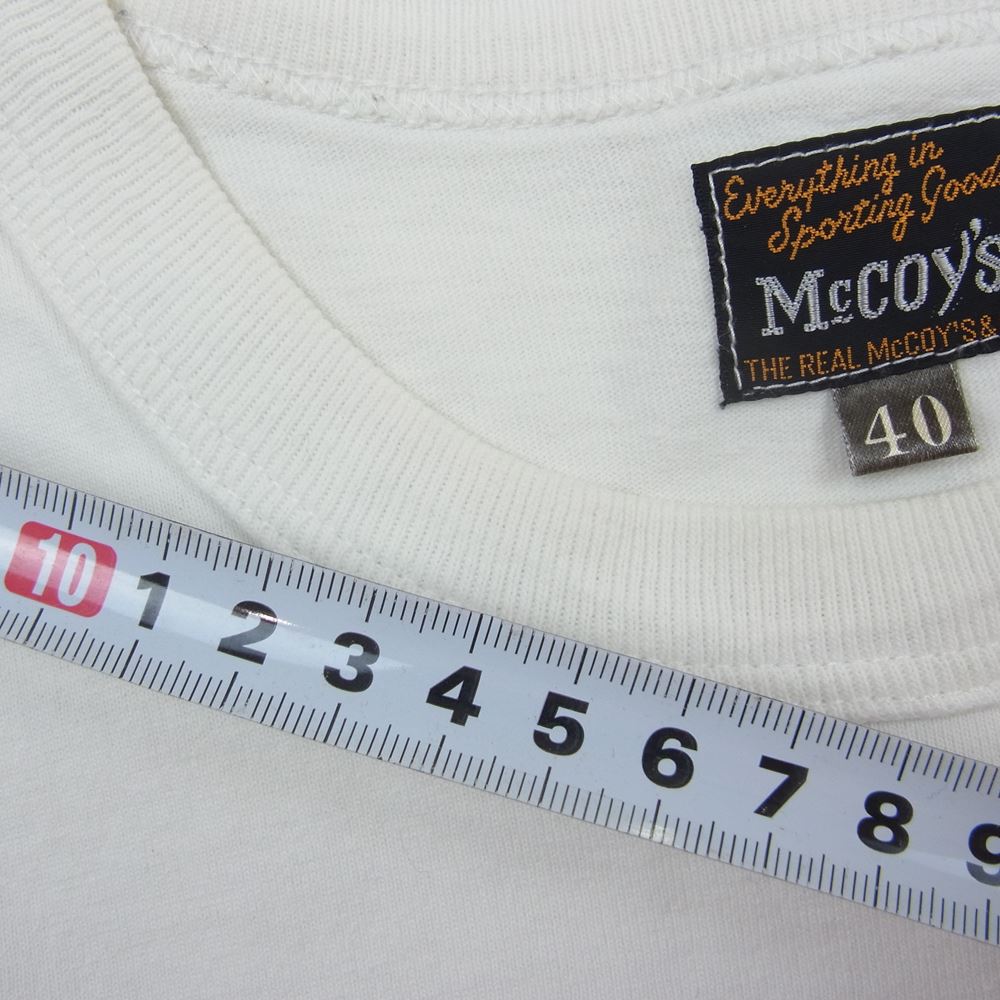 Everything in
Sporting Good
McCOY's
THE REAL McCOY'S &
40
10 1 2 3 4 5 6 7 8 9